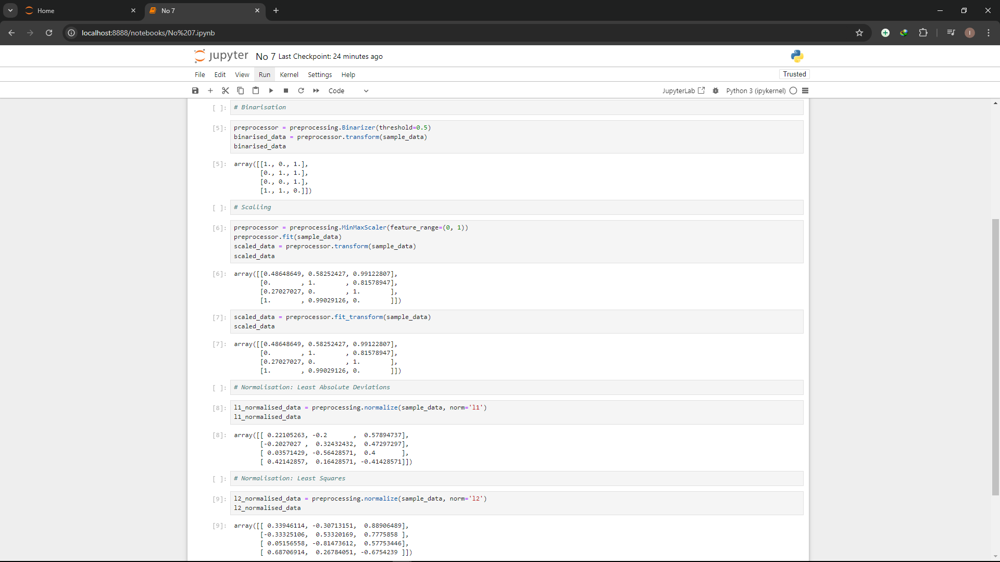 Home
No 7
localhost:8888/notebooks/No%207.ipynb
I
jupyter No 7 Last Checkpoint: 24 minutes ago
File Edit View Run Kernel Settings Help
Trusted
Code
JupyterLab
Python 3 (ipykernel)
[ ]: # Binarisation
[5]: preprocessor = preprocessing.Binarizer(threshold=0.5)
binarised_data = preprocessor.transform(sample_data)
binarised_data
[5]: array([[1., 0., 1.],
[0., 1., 1.],
[0., 0., 1.],
[1., 1., 0.]])
[ ]: # Scalling
[6]: preprocessor = preprocessing.MinMaxScaler(feature_range=(0, 1))
preprocessor.fit(sample_data)
scaled_data = preprocessor.transform(sample_data)
scaled_data
[6]: array([[0.48648649, 0.58252427, 0.99122807],
[0.        , 1.        , 0.81578947],
[0.27027027, 0.        , 1.        ],
[1.        , 0.99029126, 0.        ]])
[7]: scaled_data = preprocessor.fit_transform(sample_data)
scaled_data
[7]: array([[0.48648649, 0.58252427, 0.99122807],
[0.        , 1.        , 0.81578947],
[0.27027027, 0.        , 1.        ],
[1.        , 0.99029126, 0.        ]])
[ ]: # Normalisation: Least Absolute Deviations
[8]: l1_normalised_data = preprocessing.normalize(sample_data, norm='l1')
l1_normalised_data
[8]: array([[ 0.22105263, -0.2       ,  0.57894737],
[-0.2027027 ,  0.32432432,  0.47297297],
[ 0.03571429, -0.56428571,  0.4       ],
[ 0.42142857,  0.16428571, -0.41428571]])
[ ]: # Normalisation: Least Squares
[9]: l2_normalised_data = preprocessing.normalize(sample_data, norm='l2')
l2_normalised_data
[9]: array([[ 0.33946114, -0.30713151,  0.88906489],
[-0.33325106,  0.53320169,  0.7775858 ],
[ 0.05156558, -0.81473612,  0.57753446],
[ 0.68706914,  0.26784051, -0.6754239 ]])